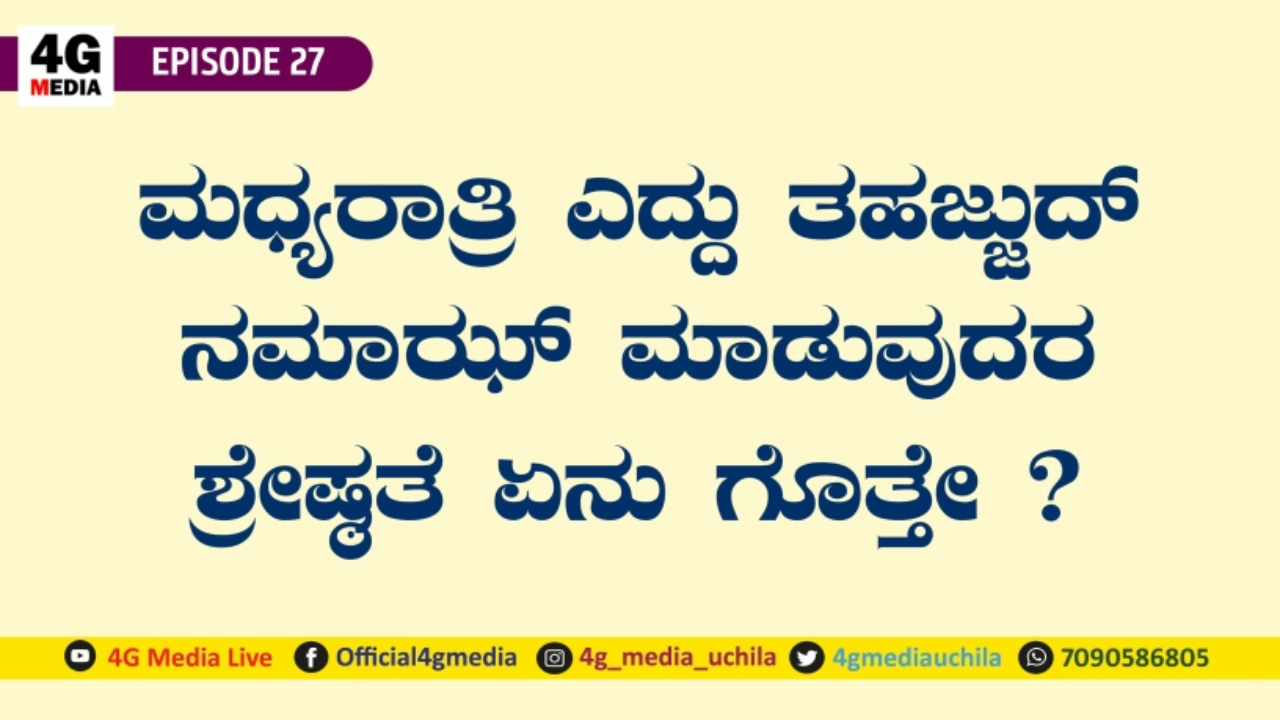 4G
MEDIA
EPISODE 27
ಮಧ್ಯರಾತ್ರಿ ಎದ್ದು ತಹಜ್ಜುದ್
ನಮಾಝ್ ಮಾಡುವುದರ
ಶ್ರೇಷ್ಠತೆ ಏನು ಗೊತ್ತೇ ?
4G Media Live Official4gmedia 4g_media_uchila 4gmediauchila 7090586805